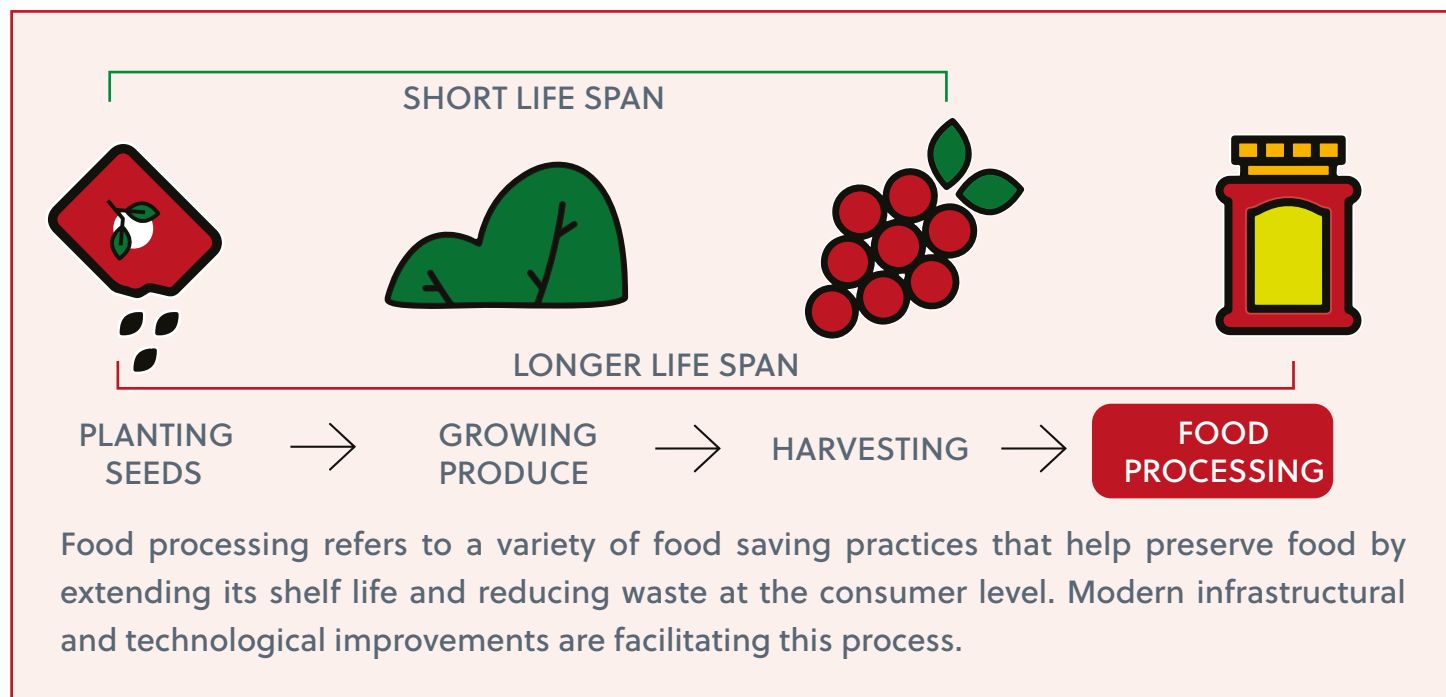 SHORT LIFE SPAN
LONGER LIFE SPAN
PLANTING
SEEDS
GROWING
PRODUCE
HARVESTING
FOOD
PROCESSING
Food processing refers to a variety of food saving practices that help preserve food by
extending its shelf life and reducing waste at the consumer level. Modern infrastructural
and technological improvements are facilitating this process.